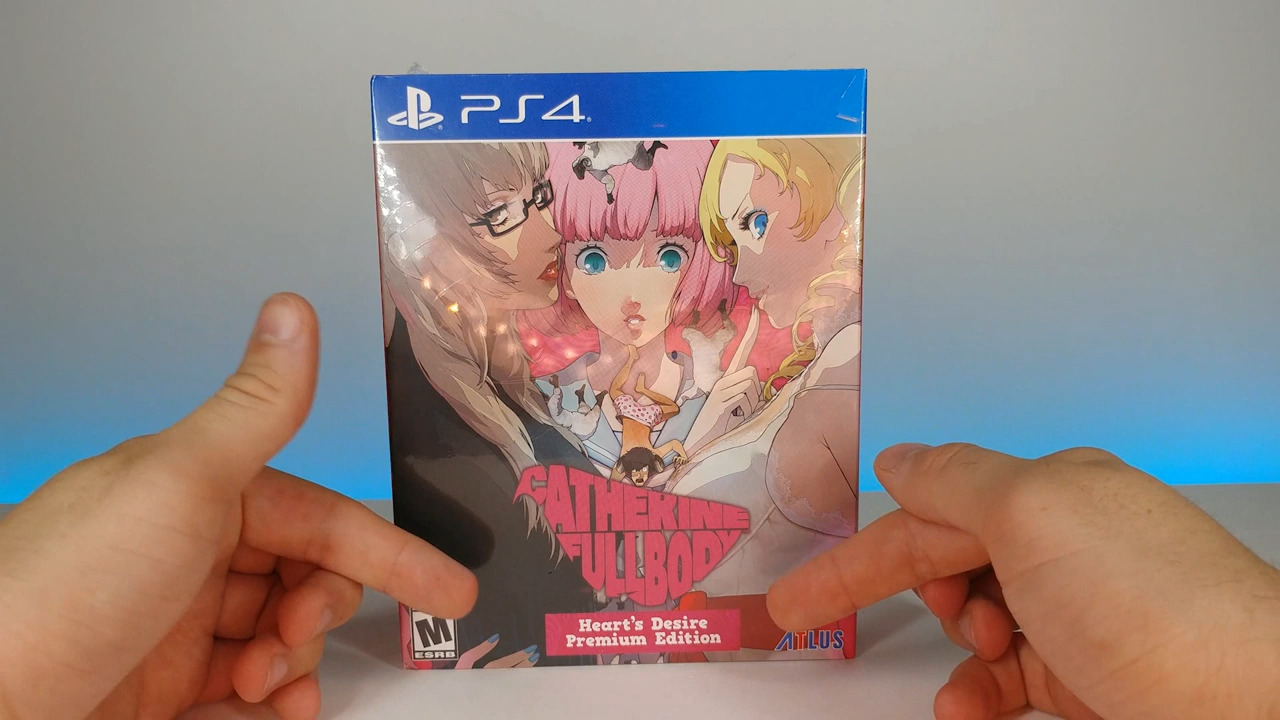 PS4
CATHERINE
FULLBODY
Heart's Desire
Premium Edition
M
ESRB
ATLUS